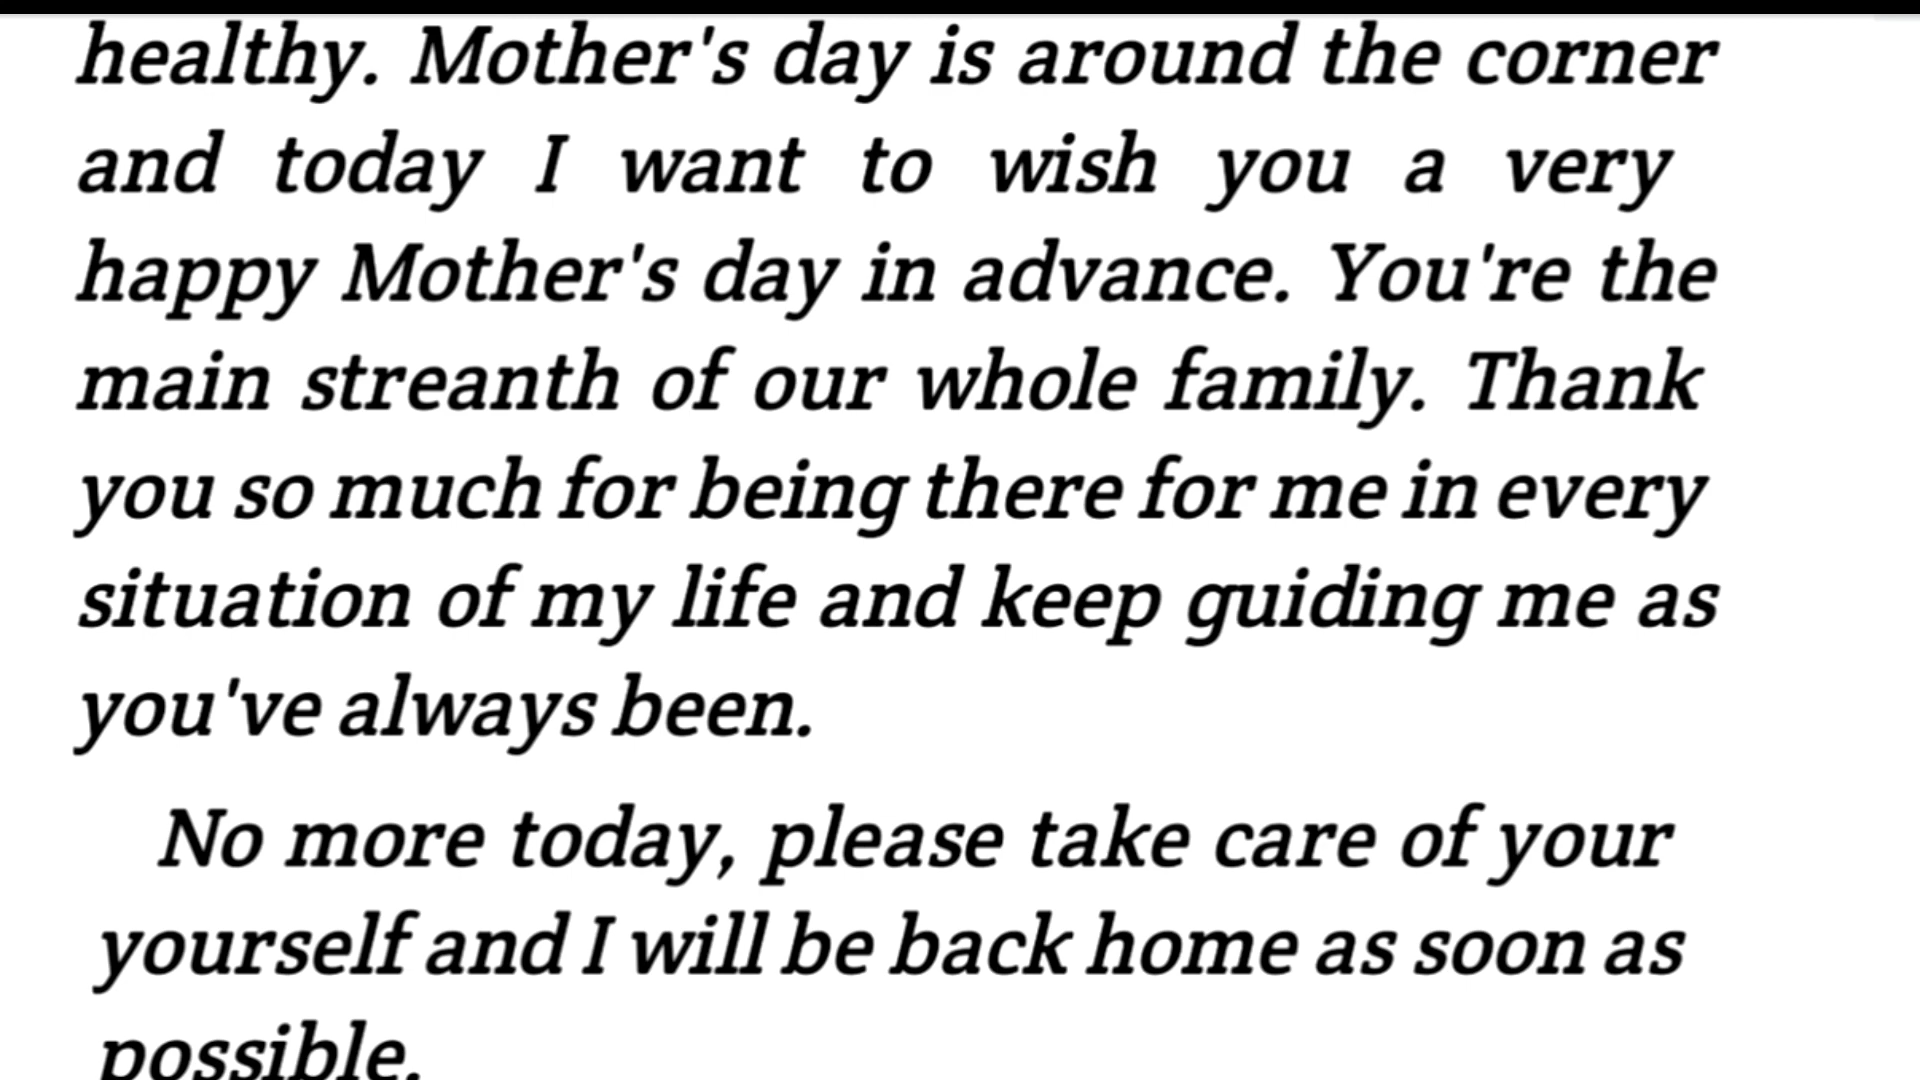 healthy. Mother's day is around the corner
and today I want to wish you a very
happy Mother's day in advance. You're the
main streanth of our whole family. Thank
you so much for being there for me in every
situation of my life and keep guiding me as
you've always been.
No more today, please take care of your
yourself and I will be back home as soon as
possible.